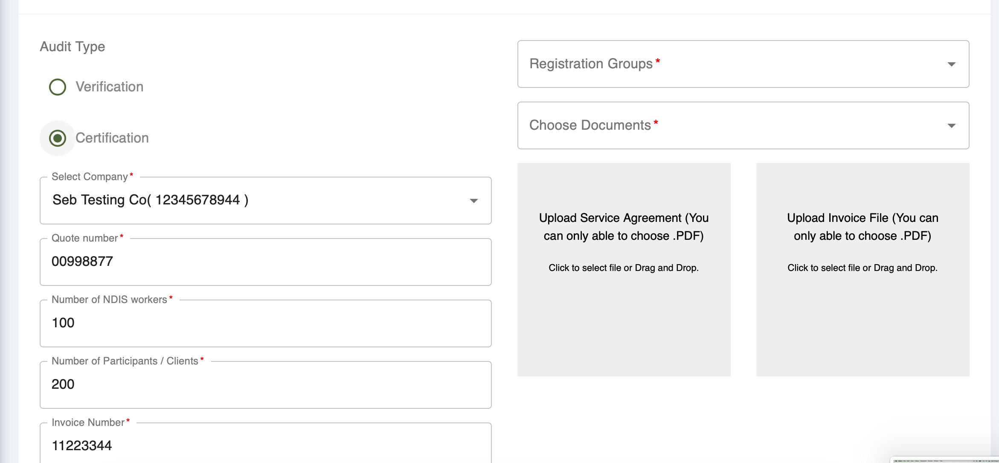 Audit Type
Verification
Certification
Select Company*
Seb Testing Co( 12345678944 )
Quote number*
00998877
Number of NDIS workers*
100
Number of Participants / Clients*
200
Invoice Number*
11223344
Registration Groups*
Choose Documents*
Upload Service Agreement (You
can only able to choose .PDF)
Click to select file or Drag and Drop.
Upload Invoice File (You can
only able to choose .PDF)
Click to select file or Drag and Drop.